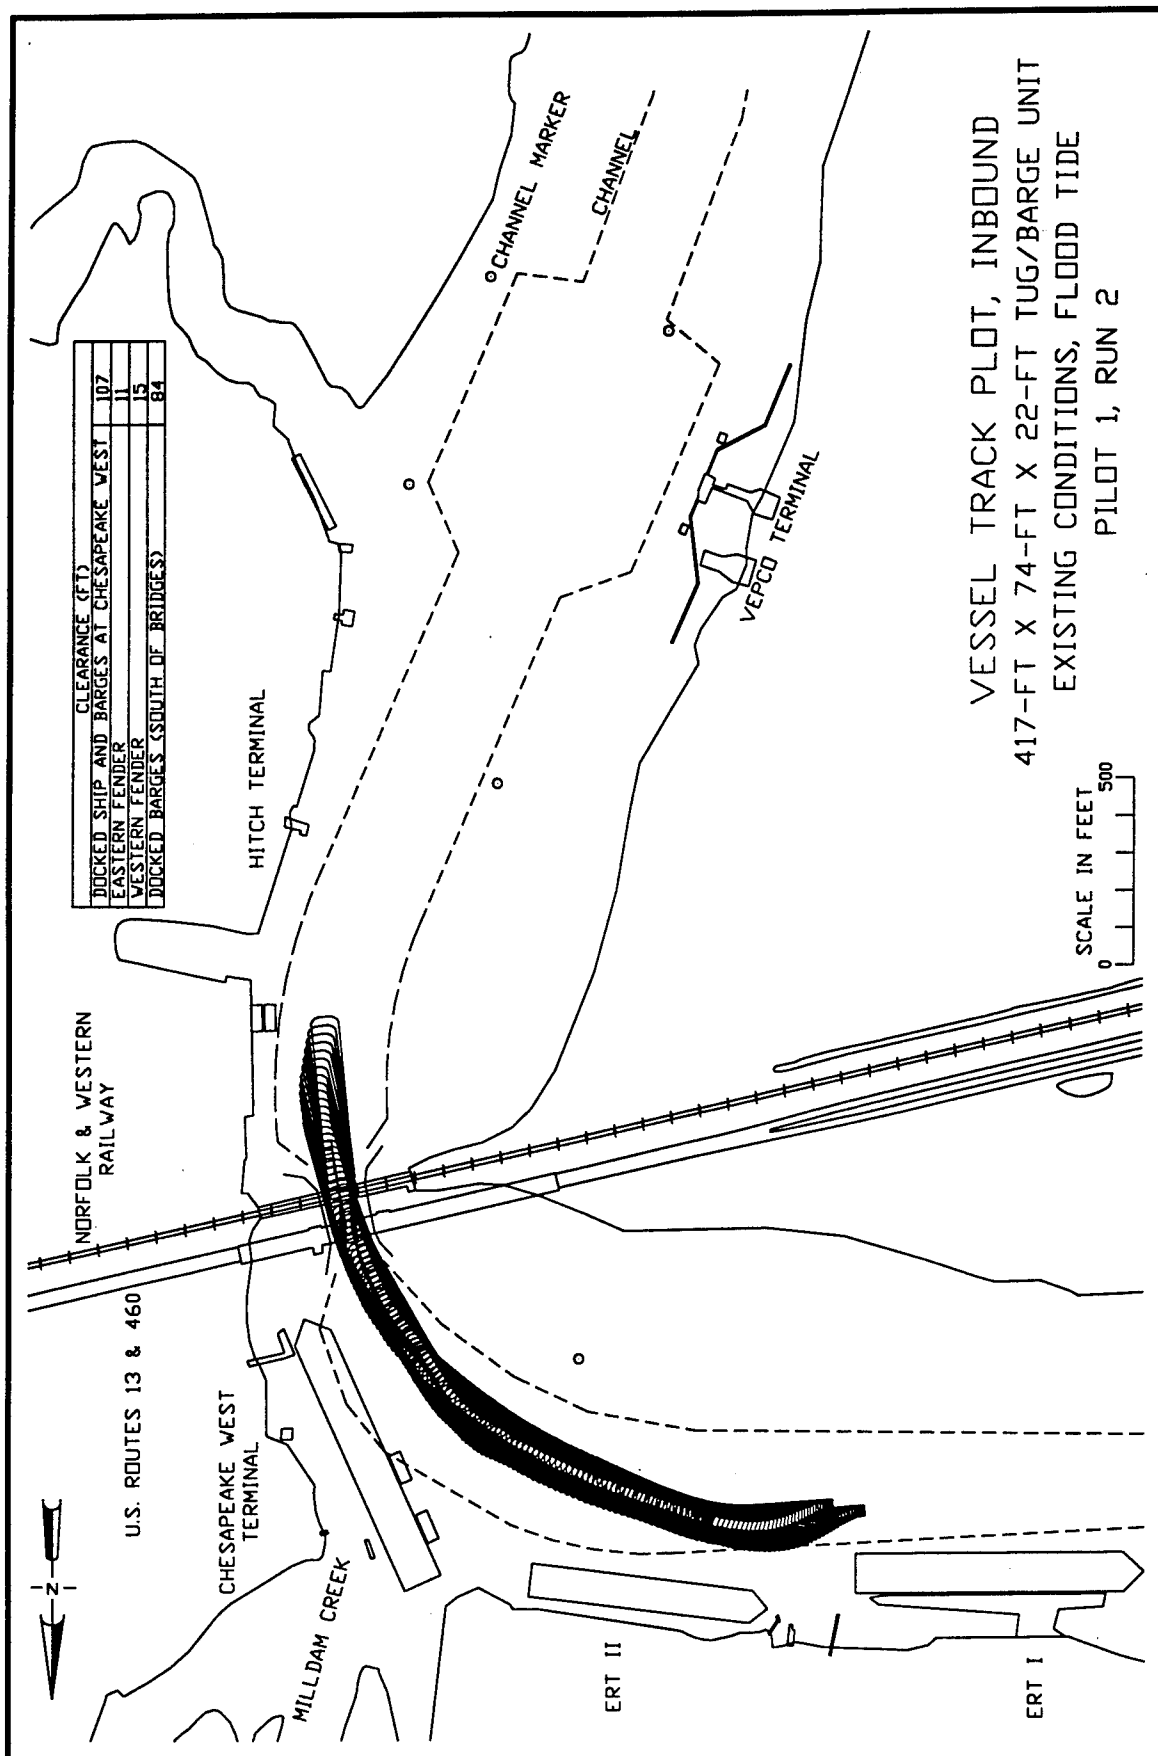 CLEARANCE (FT)
DOCKED SHIP AND BARGES AT CHESAPEAKE WEST 107
EASTERN FENDER 11
WESTERN FENDER 15
DOCKED BARGES (SOUTH OF BRIDGES) 84
NORFOLK & WESTERN
RAILWAY
U.S. ROUTES 13 & 460
HITCH TERMINAL
CHESAPEAKE WEST
TERMINAL
MILLDAM CREEK
N
CHANNEL MARKER
CHANNEL
VEPCO TERMINAL
ERT II
ERT I
SCALE IN FEET
0 500
VESSEL TRACK PLOT, INBOUND
417-FT X 74-FT X 22-FT TUG/BARGE UNIT
EXISTING CONDITIONS, FLOOD TIDE
PILOT 1, RUN 2